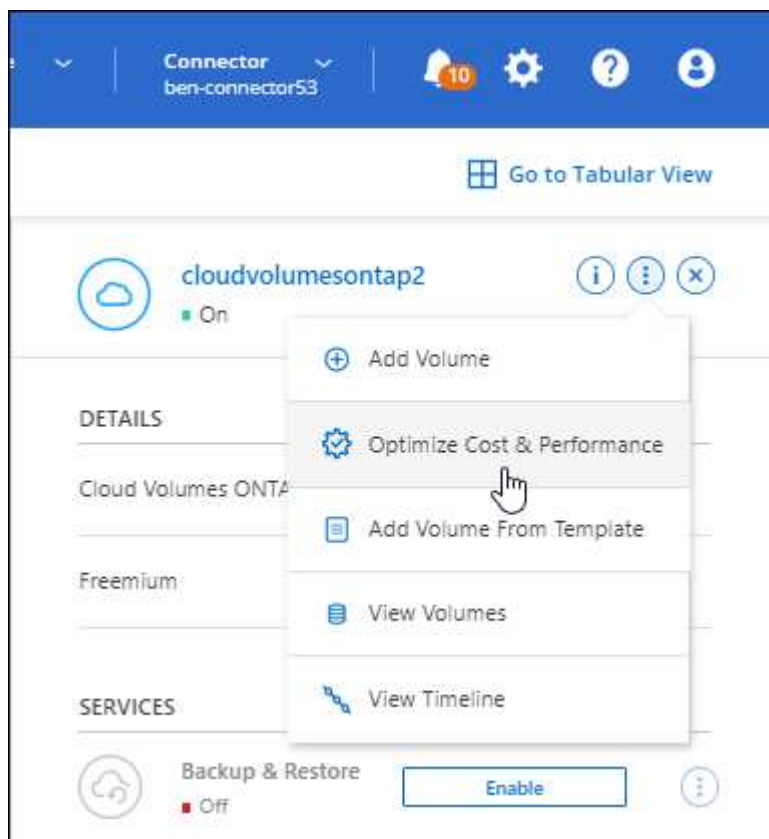 Connector
ben-connector53
10
Go to Tabular View
cloudvolumesontap2
On
Add Volume
DETAILS
Optimize Cost & Performance
Cloud Volumes ONTA
Add Volume From Template
Freemium
View Volumes
View Timeline
SERVICES
Backup & Restore
Enable
Off